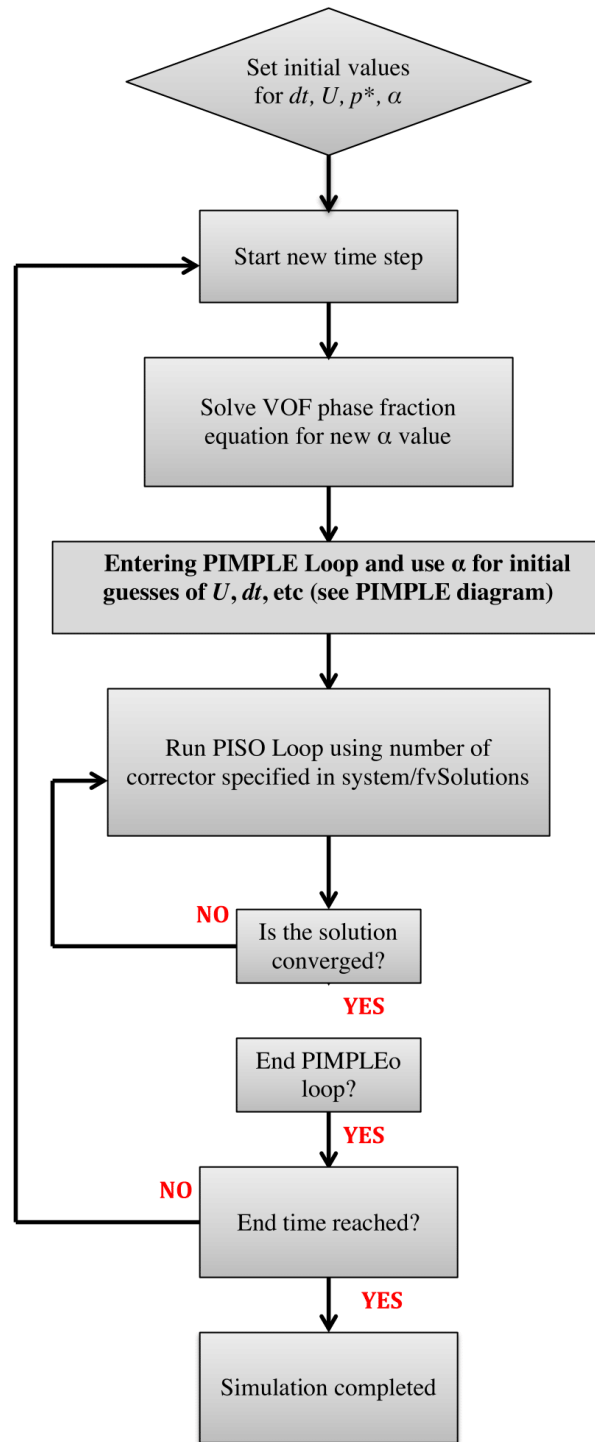 Set initial values
for dt, U, p*, α
Start new time step
Solve VOF phase fraction
equation for new α value
Entering PIMPLE Loop and use α for initial
guesses of U, dt, etc (see PIMPLE diagram)
Run PISO Loop using number of
corrector specified in system/fvSolutions
NO
Is the solution
converged?
YES
End PIMPLEo
loop?
YES
NO
End time reached?
YES
Simulation completed